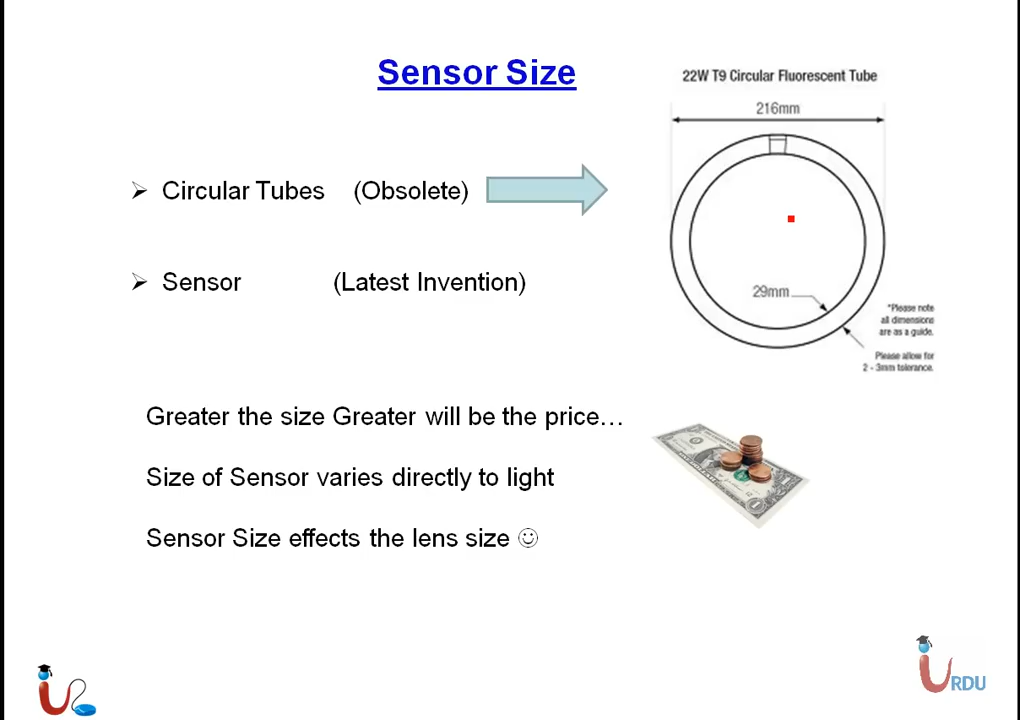 Sensor Size
22W T9 Circular Fluorescent Tube
216mm
➢ Circular Tubes (Obsolete)
➢ Sensor (Latest Invention)
29mm
*Please note
all dimensions
are as a guide.
Please allow for
2 - 3mm tolerance.
Greater the size Greater will be the price…
Size of Sensor varies directly to light
Sensor Size effects the lens size ☺
URDU